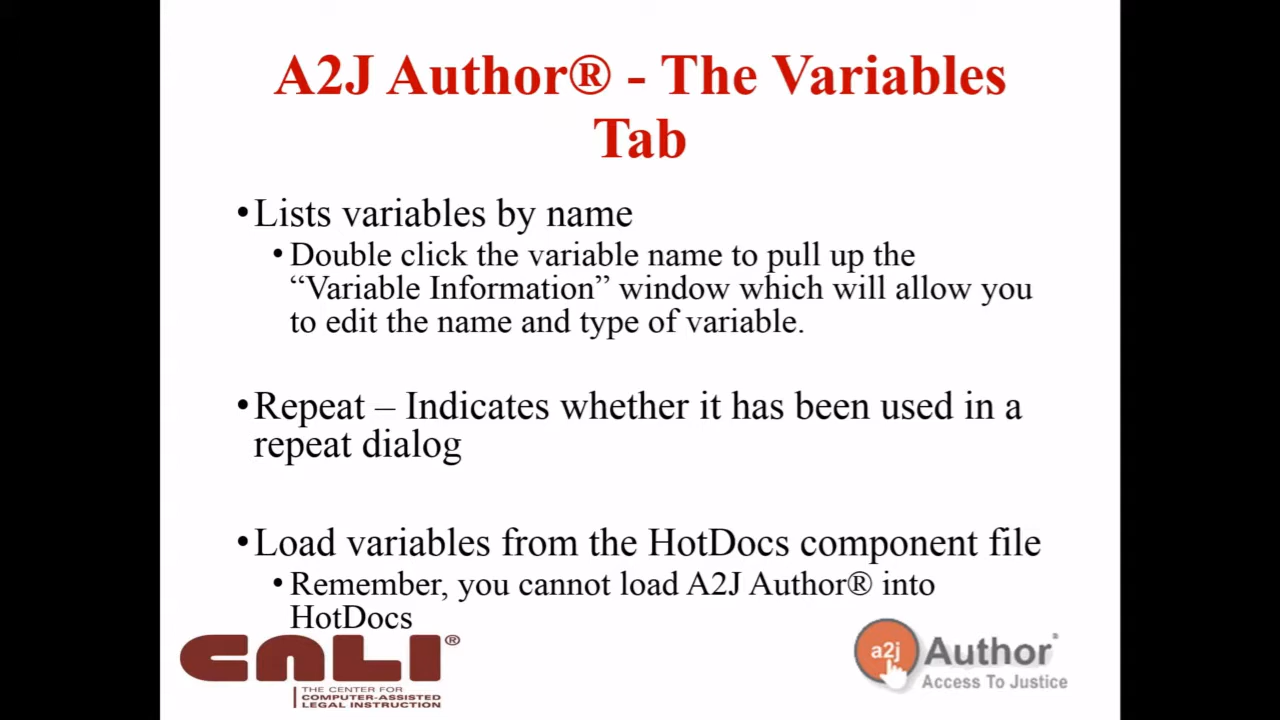 A2J Author® - The Variables
Tab
•Lists variables by name
•Double click the variable name to pull up the
“Variable Information” window which will allow you
to edit the name and type of variable.
•Repeat – Indicates whether it has been used in a
repeat dialog
•Load variables from the HotDocs component file
•Remember, you cannot load A2J Author® into
HotDocs
CALI®
THE CENTER FOR
COMPUTER-ASSISTED
LEGAL INSTRUCTION
a2j Author®
Access To Justice